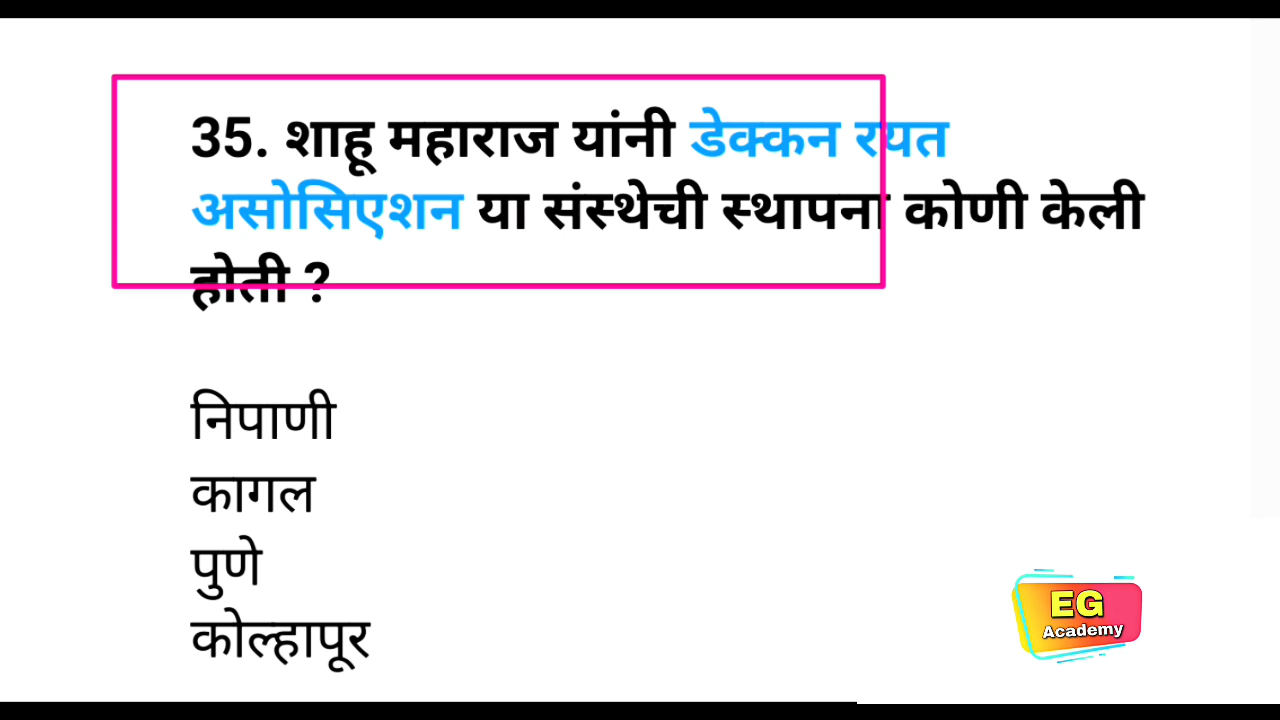 35. शाहू महाराज यांनी डेक्कन रयत
असोसिएशन या संस्थेची स्थापना कोणी केली
होती ?
निपाणी
कागल
पुणे
कोल्हापूर
EG
Academy